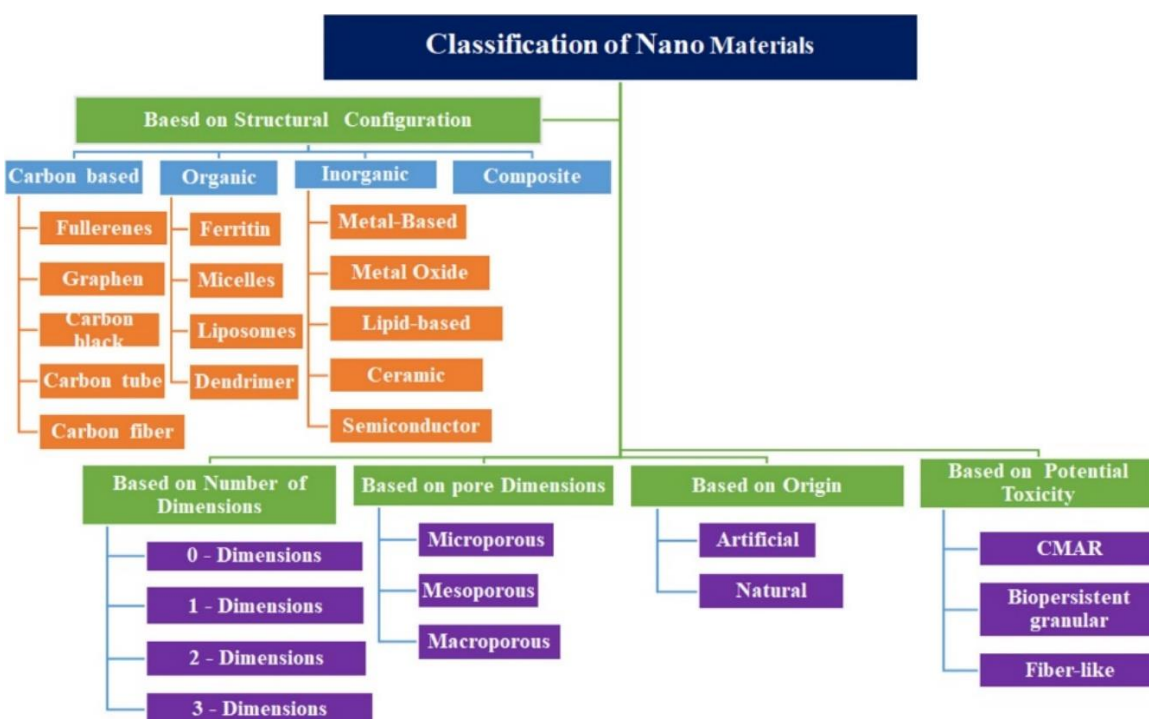 Classification of Nano Materials
Baesd on Structural Configuration
Carbon based
Organic
Inorganic
Composite
Fullerenes
Graphen
Carbon
black
Carbon tube
Carbon fiber
Ferritin
Micelles
Liposomes
Dendrimer
Metal-Based
Metal Oxide
Lipid-based
Ceramic
Semiconductor
Based on Number of
Dimensions
0 - Dimensions
1 - Dimensions
2 - Dimensions
3 - Dimensions
Based on pore Dimensions
Microporous
Mesoporous
Macroporous
Based on Origin
Artificial
Natural
Based on Potential
Toxicity
CMAR
Biopersistent
granular
Fiber-like